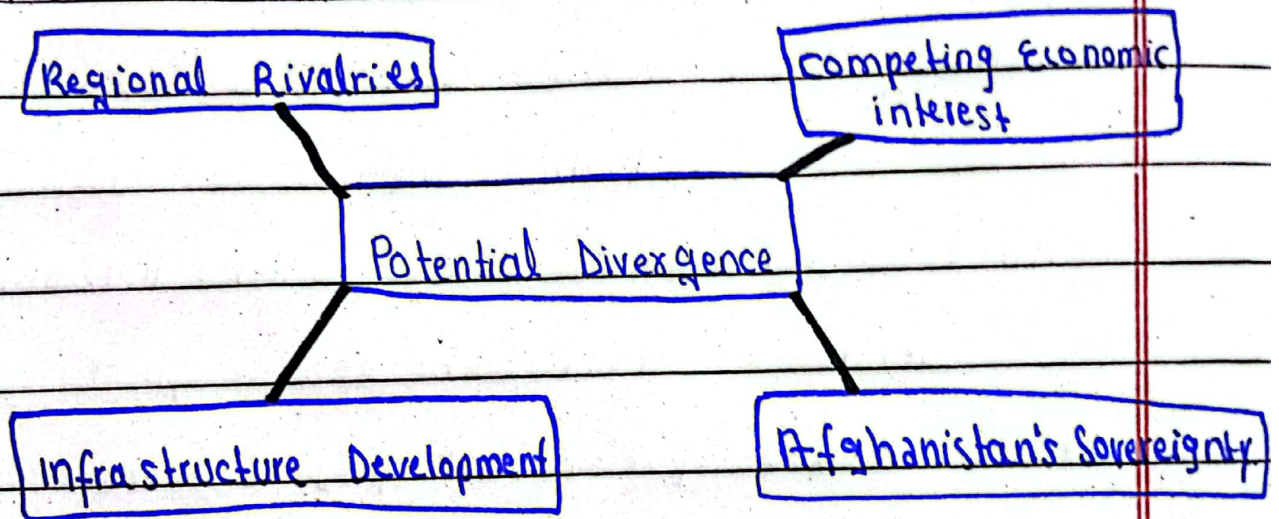 Regional Rivalries
Competing Economic
interest
Potential Divergence
Infrastructure Development
Afghanistan's Sovereignty